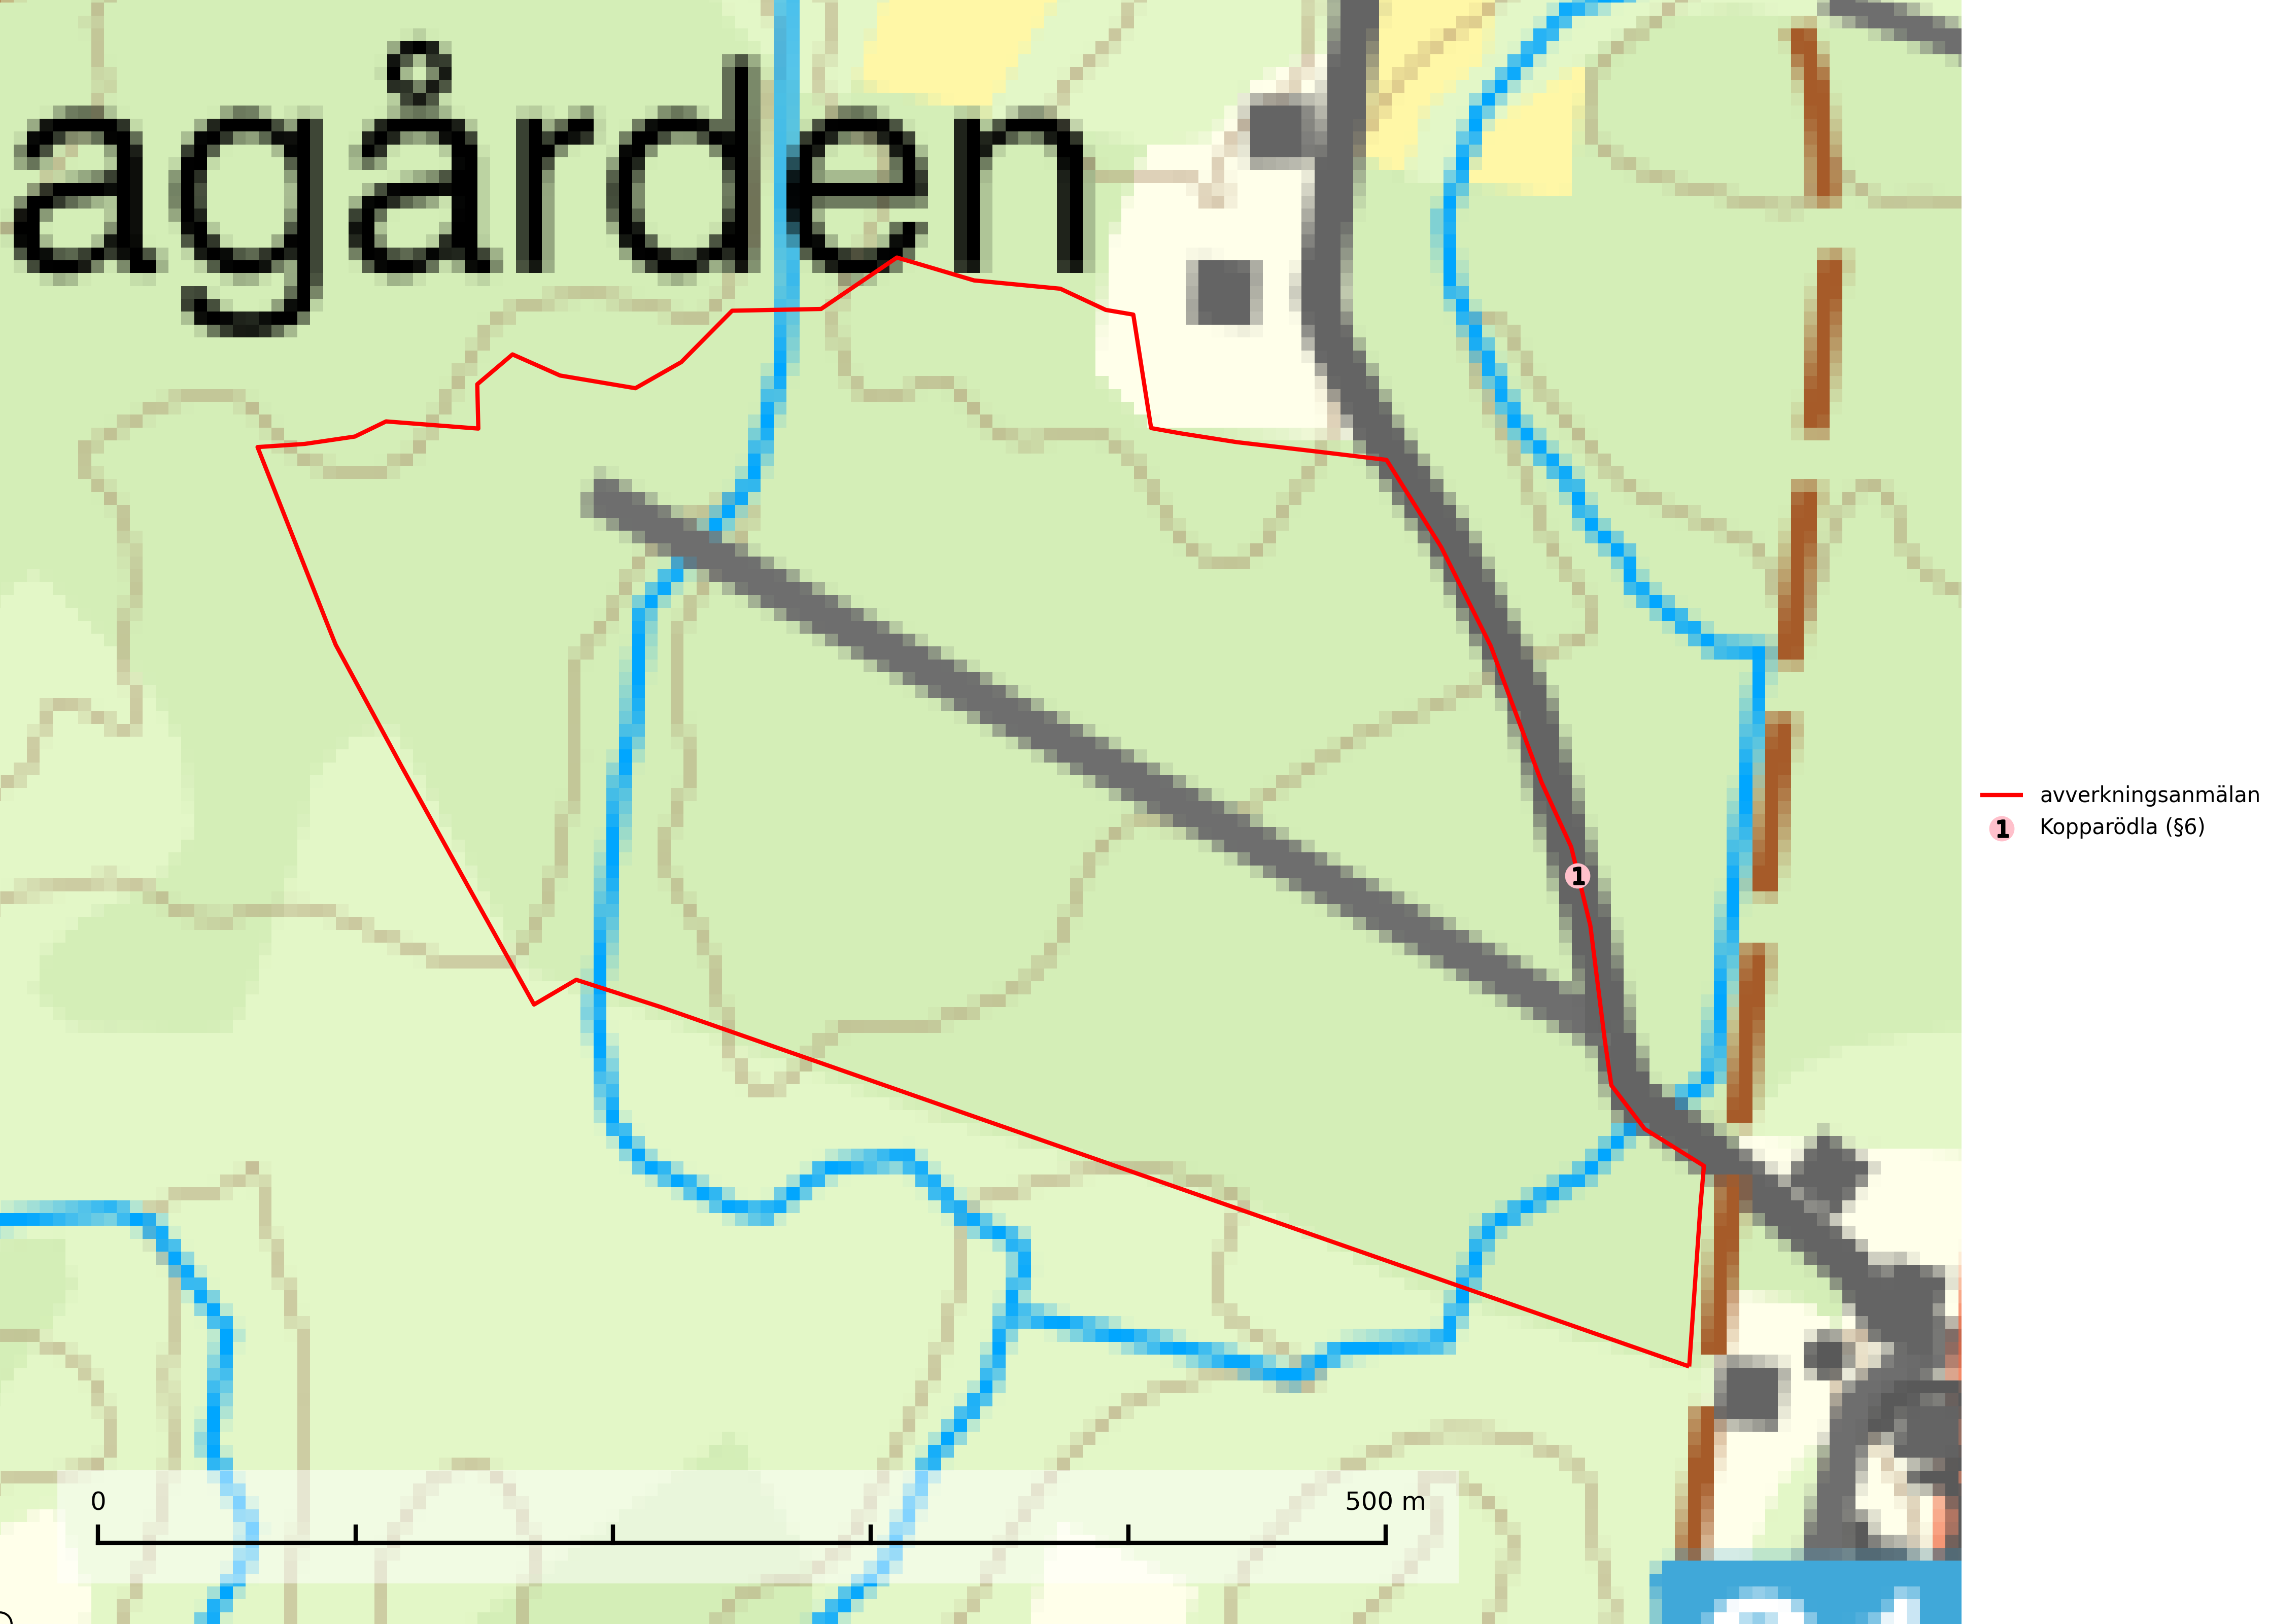 agården
1
avverkningsanmälan
1 Kopparödla (§6)
0 500 m